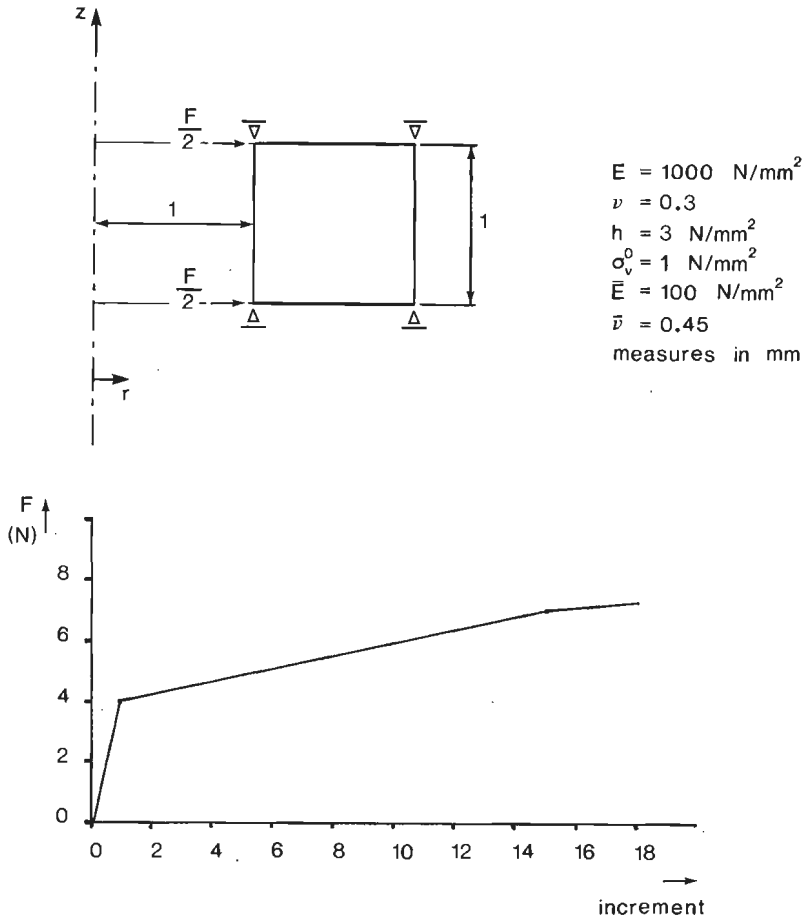 z
F
2
1
F
2
r
1
E = 1000 N/mm²
ν = 0.3
h = 3 N/mm²
σᵥ⁰ = 1 N/mm²
Ē = 100 N/mm²
ν̄ = 0.45
measures in mm
F
(N)
8
6
4
2
0
0 2 4 6 8 10 12 14 16 18
increment